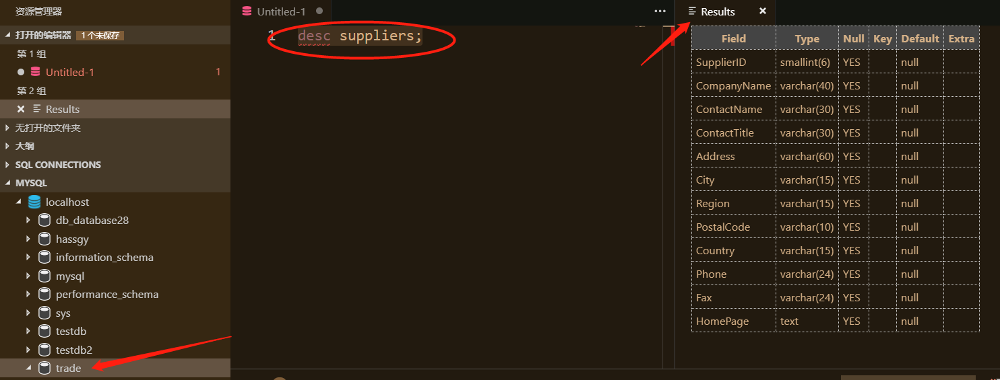 资源管理器
打开的编辑器 1 个未保存
第 1 组
Untitled-1 1
第 2 组
Results
无打开的文件夹
大纲
SQL CONNECTIONS
MYSQL
localhost
db_database28
hassgy
information_schema
mysql
performance_schema
sys
testdb
testdb2
trade
Untitled-1
1 desc suppliers;
Results
Field Type Null Key Default Extra
SupplierID smallint(6) YES null
CompanyName varchar(40) YES null
ContactName varchar(30) YES null
ContactTitle varchar(30) YES null
Address varchar(60) YES null
City varchar(15) YES null
Region varchar(15) YES null
PostalCode varchar(10) YES null
Country varchar(15) YES null
Phone varchar(24) YES null
Fax varchar(24) YES null
HomePage text YES null